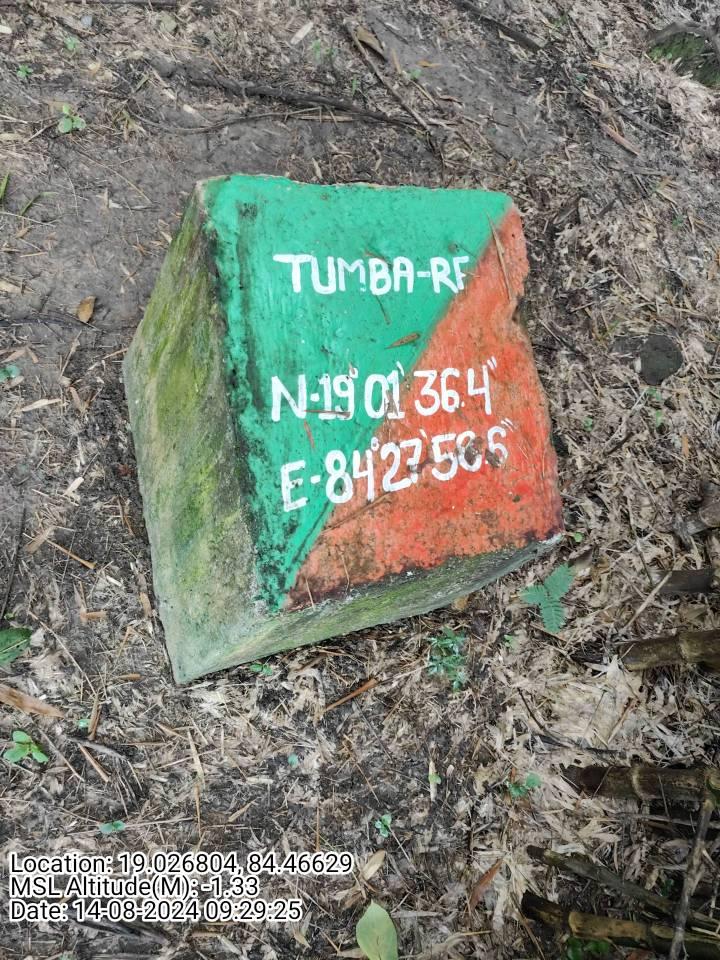 TUMBA-RF
N-19° 01' 36.4"
E-84° 27' 58.6"
Location: 19.026804, 84.46629
MSL Altitude(M): -1.33
Date: 14-08-2024 09:29:25